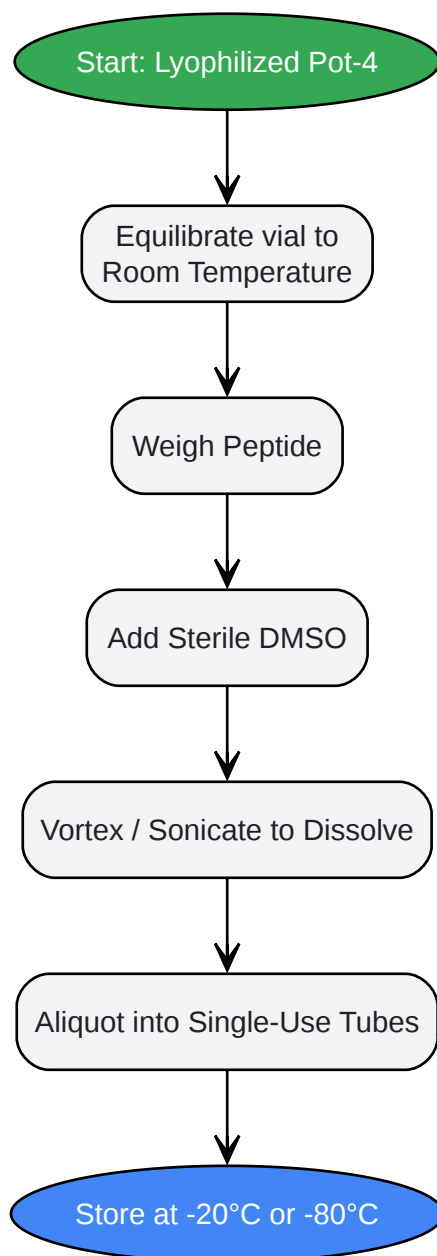 Start: Lyophilized Pot-4
Equilibrate vial to
Room Temperature
Weigh Peptide
Add Sterile DMSO
Vortex / Sonicate to Dissolve
Aliquot into Single-Use Tubes
Store at -20°C or -80°C